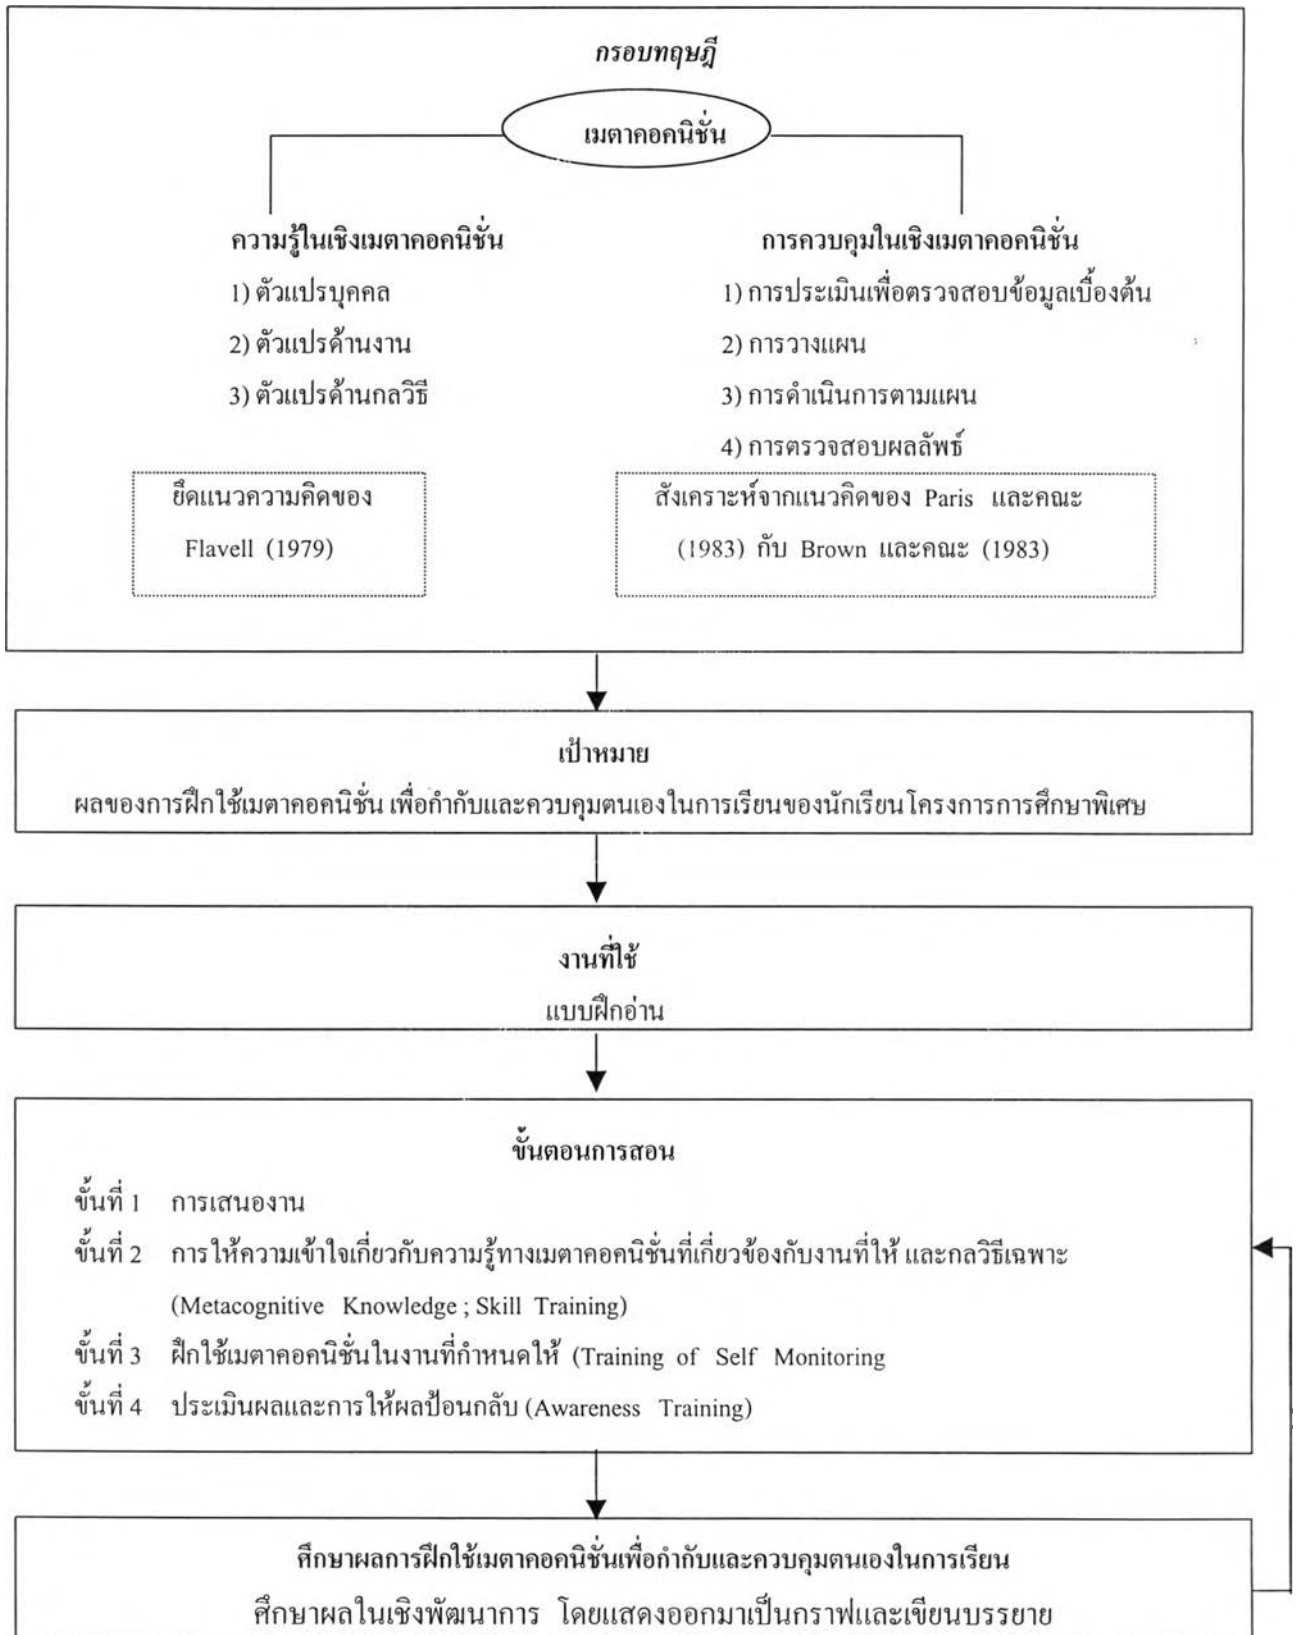 กรอบทฤษฎี
เมตาคอคนิชั่น
ความรู้ในเชิงเมตาคอคนิชั่น
1) ตัวแปรบุคคล
2) ตัวแปรด้านงาน
3) ตัวแปรด้านกลวิธี
ยึดแนวความคิดของ
Flavell (1979)
การควบคุมในเชิงเมตาคอคนิชั่น
1) การประเมินเพื่อตรวจสอบข้อมูลเบื้องต้น
2) การวางแผน
3) การดำเนินการตามแผน
4) การตรวจสอบผลลัพธ์
สังเคราะห์จากแนวคิดของ Paris และคณะ
(1983) กับ Brown และคณะ (1983)
เป้าหมาย
ผลของการฝึกใช้เมตาคอคนิชั่น เพื่อกำกับและควบคุมตนเองในการเรียนของนักเรียนโครงการการศึกษาพิเศษ
งานที่ใช้
แบบฝึกอ่าน
ขั้นตอนการสอน
ขั้นที่ 1 การเสนองาน
ขั้นที่ 2 การให้ความเข้าใจเกี่ยวกับความรู้ทางเมตาคอคนิชั่นที่เกี่ยวข้องกับงานที่ให้ และกลวิธีเฉพาะ
(Metacognitive Knowledge ; Skill Training)
ขั้นที่ 3 ฝึกใช้เมตาคอคนิชั่นในงานที่กำหนดให้ (Training of Self Monitoring
ขั้นที่ 4 ประเมินผลและการให้ผลป้อนกลับ (Awareness Training)
ศึกษาผลการฝึกใช้เมตาคอคนิชั่นเพื่อกำกับและควบคุมตนเองในการเรียน
ศึกษาผลในเชิงพัฒนาการ โดยแสดงออกมาเป็นกราฟและเขียนบรรยาย